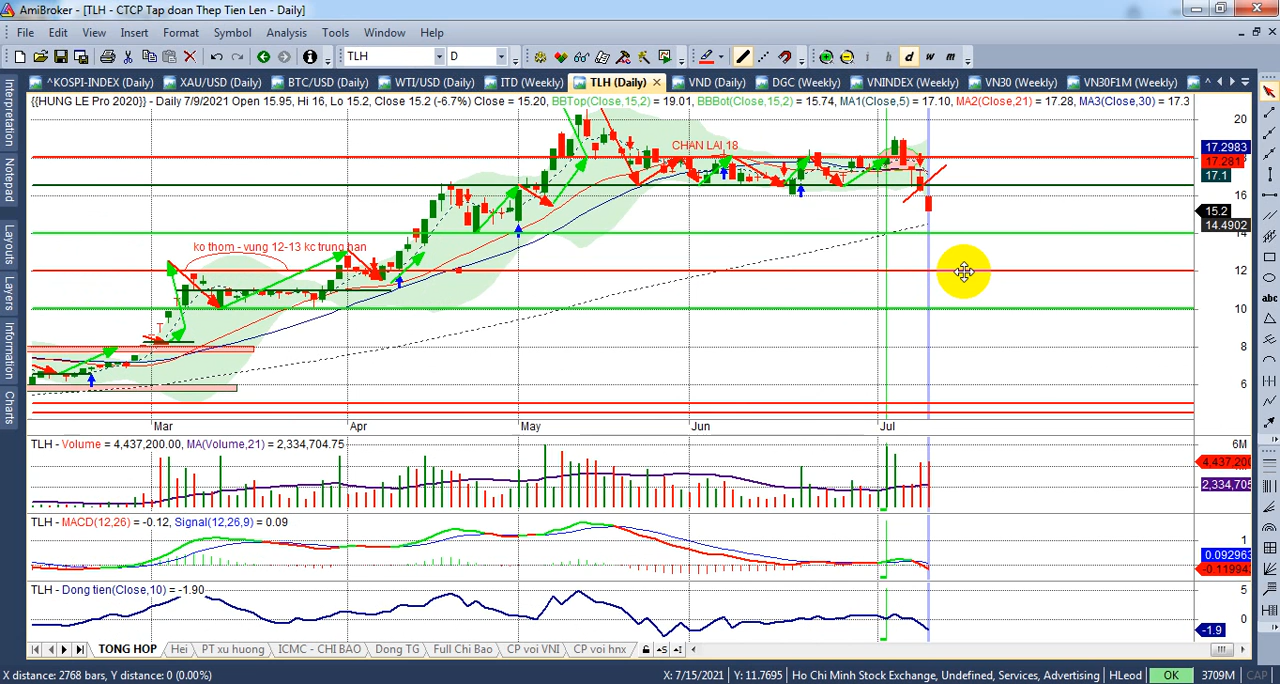 AmiBroker - [TLH - CTCP Tap doan Thep Tien Len - Daily]
File Edit View Insert Format Symbol Analysis Tools Window Help
TLH D
i h d w m
^KOSPI-INDEX (Daily) XAU/USD (Daily) BTC/USD (Daily) WTI/USD (Daily) ITD (Weekly) TLH (Daily) VND (Daily) DGC (Weekly) VNINDEX (Weekly) VN30 (Weekly) VN30F1M (Weekly)
{{HUNG LE Pro 2020}} - Daily 7/9/2021 Open 15.95, Hi 16, Lo 15.2, Close 15.2 (-6.7%) Close = 15.20, BBTop(Close,15,2) = 19.01, BBBot(Close,15,2) = 15.74, MA1(Close,5) = 17.10, MA2(Close,21) = 17.28, MA3(Close,30) = 17.3
Interpretation
Notepad
Layouts
Layers
Information
Charts
abc
CHAN LAI 18
ko thom - vung 12-13 kc trung han
20
17.2983
17.281
17.1
16
15.2
14.4902
14
12
10
8
6
Mar Apr May Jun Jul
TLH - Volume = 4,437,200.00, MA(Volume,21) = 2,334,704.75
6M
4,437,200
2,334,705
TLH - MACD(12,26) = -0.12, Signal(12,26,9) = 0.09
1
0.092963
-0.11994
TLH - Dong tien(Close,10) = -1.90
5
0
-1.9
TONG HOP Hei PT xu huong ICMC - CHI BAO Dong TG Full Chi Bao CP voi VNI CP voi hnx
X distance: 2768 bars, Y distance: 0 (0.00%) X: 7/15/2021 Y: 11.7695 Ho Chi Minh Stock Exchange, Undefined, Services, Advertising HLeod OK 3709M CAP